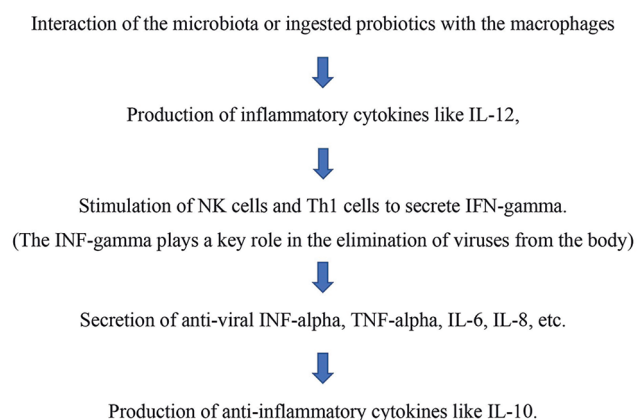 Interaction of the microbiota or ingested probiotics with the macrophages
Production of inflammatory cytokines like IL-12,
Stimulation of NK cells and Th1 cells to secrete IFN-gamma.
(The INF-gamma plays a key role in the elimination of viruses from the body)
Secretion of anti-viral INF-alpha, TNF-alpha, IL-6, IL-8, etc.
Production of anti-inflammatory cytokines like IL-10.